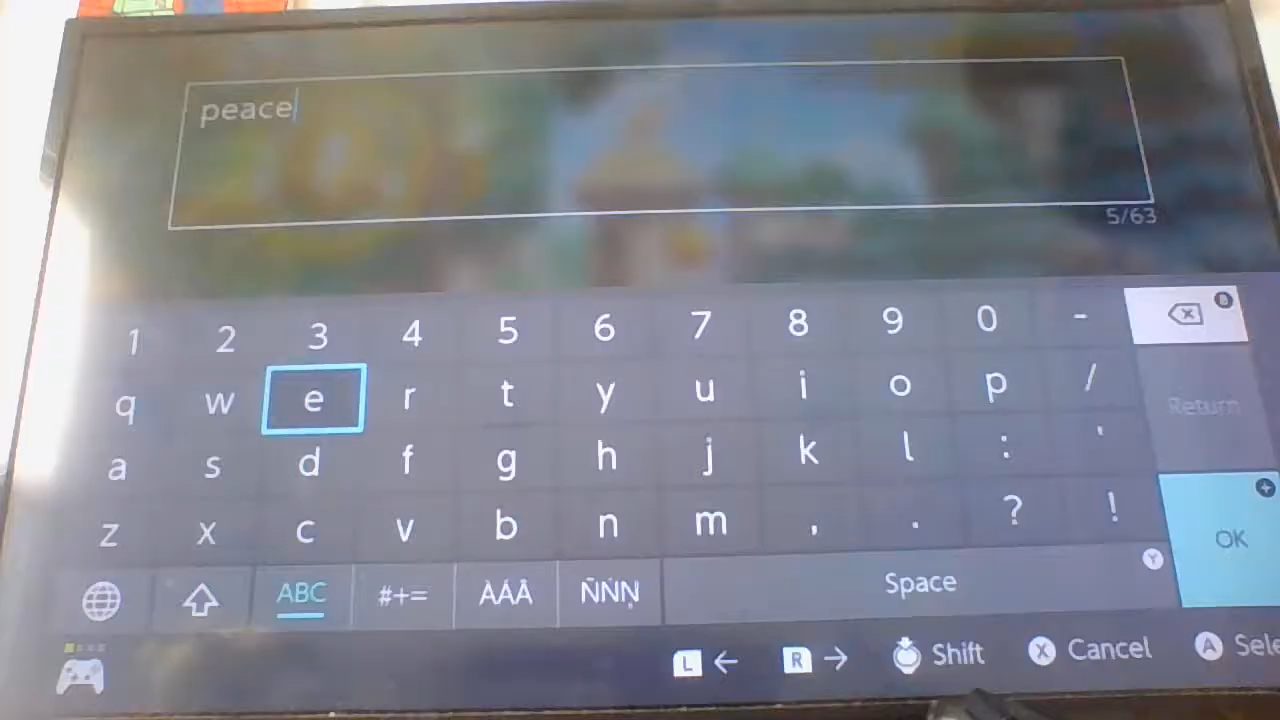 peace
5/63
1 2 3 4 5 6 7 8 9 0 -
q w e r t y u i o p /
Return
a s d f g h j k l : '
z x c v b n m , . ? !
OK
ABC #+= ÀÁÂ ÑŃŅ Space Y
L ← R → Shift X Cancel A Sele
B
+